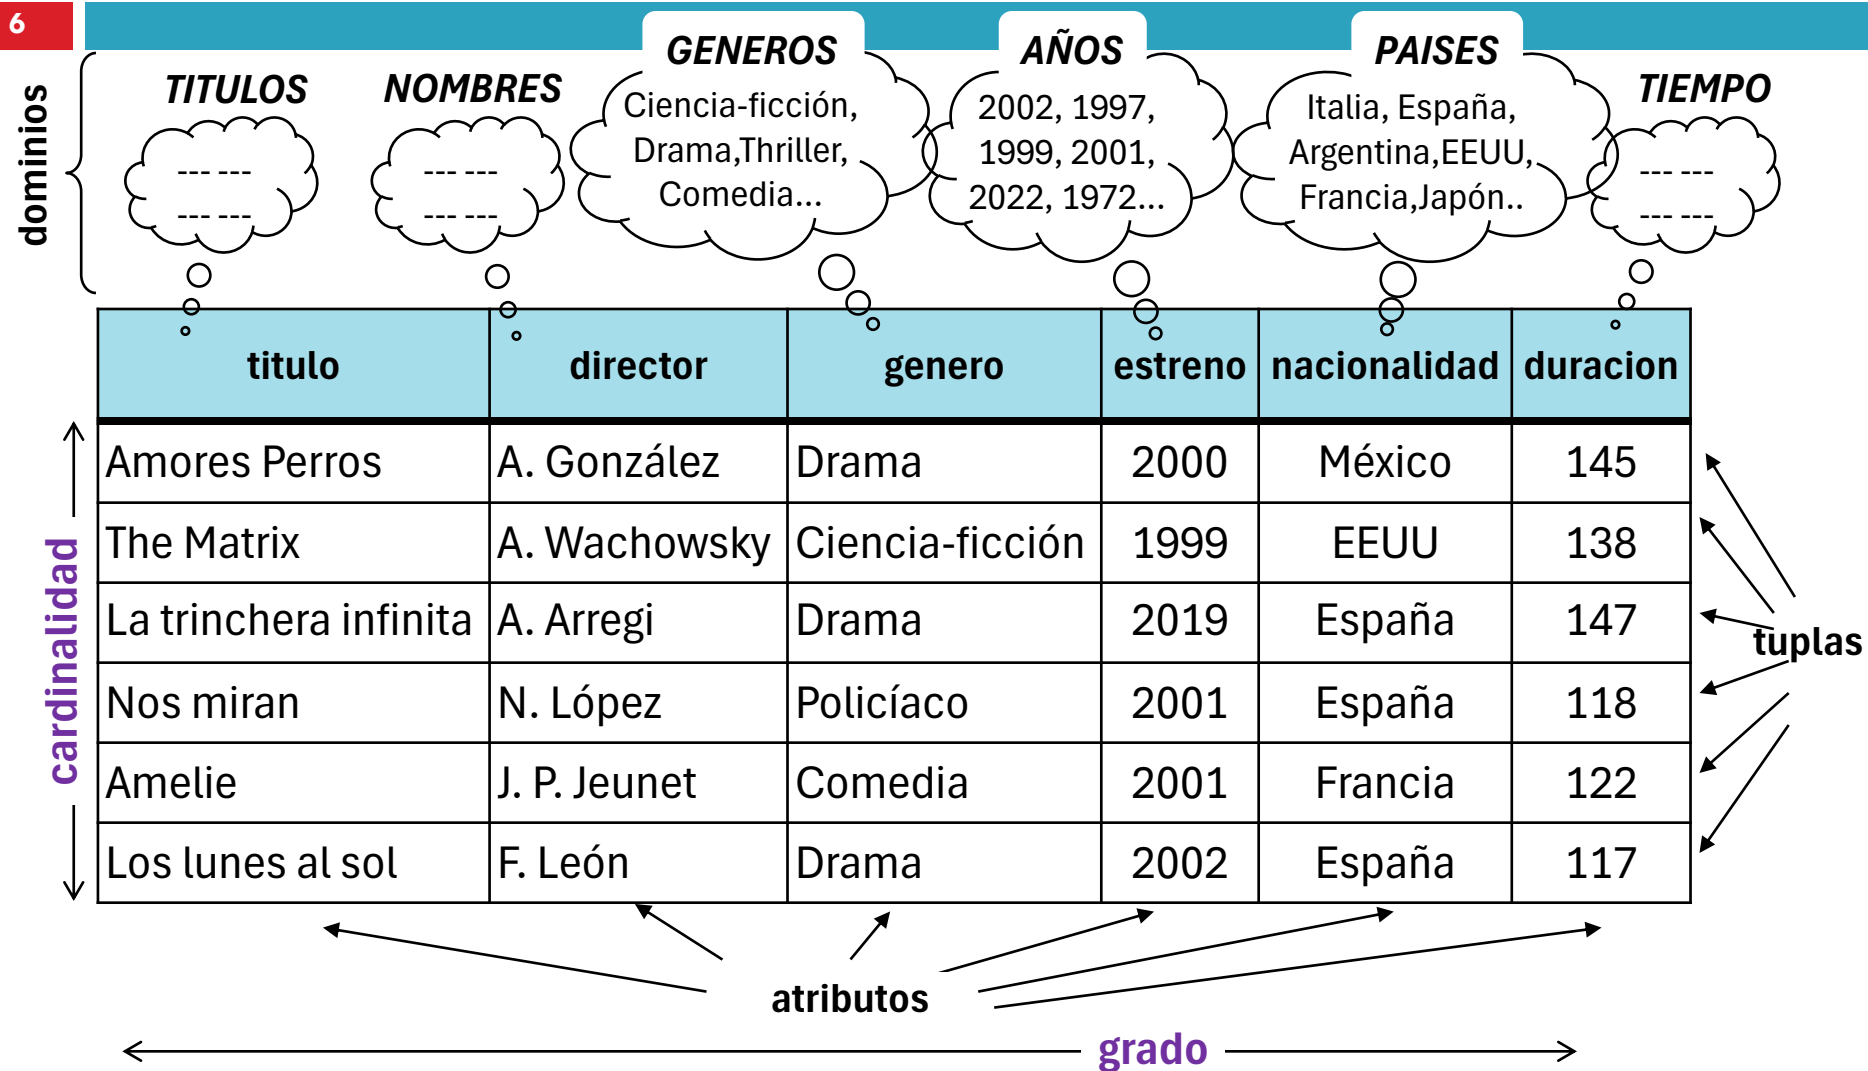 6
dominios
TITULOS
--- ---
--- ---
NOMBRES
--- ---
--- ---
GENEROS
Ciencia-ficción,
Drama,Thriller,
Comedia...
AÑOS
2002, 1997,
1999, 2001,
2022, 1972...
PAISES
Italia, España,
Argentina,EEUU,
Francia,Japón..
TIEMPO
--- ---
--- ---
titulo director genero estreno nacionalidad duracion
Amores Perros A. González Drama 2000 México 145
The Matrix A. Wachowsky Ciencia-ficción 1999 EEUU 138
La trinchera infinita A. Arregi Drama 2019 España 147
Nos miran N. López Policíaco 2001 España 118
Amelie J. P. Jeunet Comedia 2001 Francia 122
Los lunes al sol F. León Drama 2002 España 117
cardinalidad
tuplas
atributos
grado